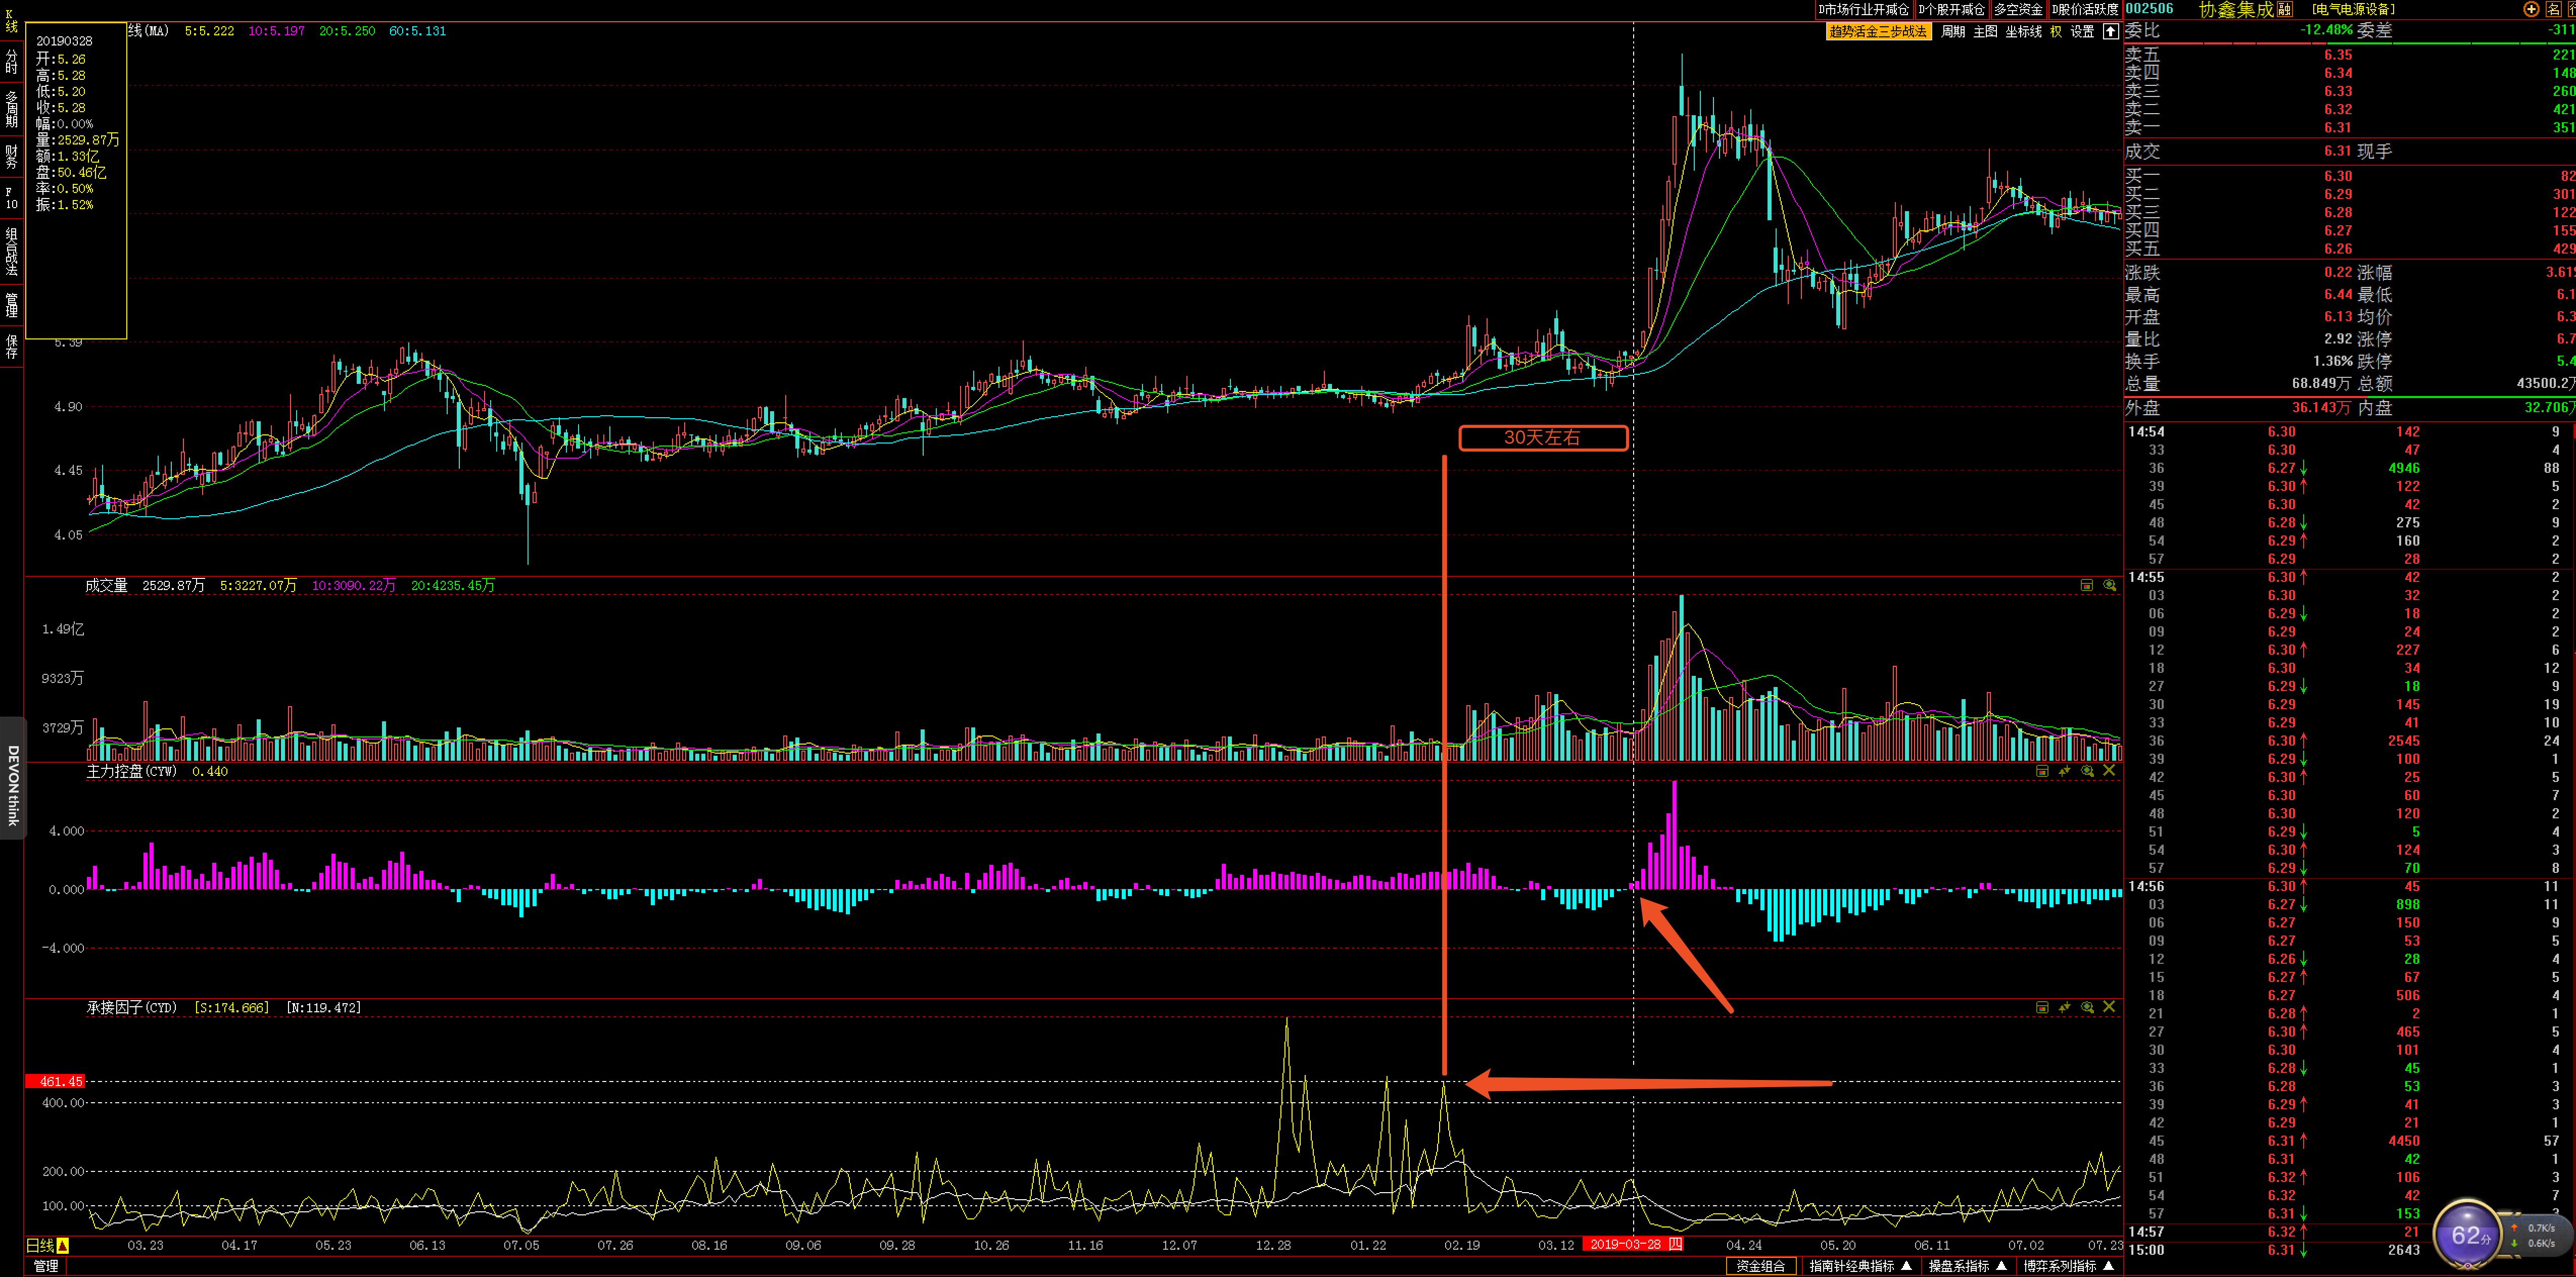 K线
分时
多周期
财务
F10
组合战法
管理
保存
DEVONthink
20190328
开:5.26
高:5.28
低:5.20
收:5.28
幅:0.00%
量:2529.87万
额:1.33亿
盘:50.46亿
率:0.50%
振:1.52%
线(MA) 5:5.222 10:5.197 20:5.250 60:5.131
D市场行业开减仓 D个股开减仓 多空资金 D股价活跃度
趋势活金三步战法 周期 主图 坐标线 权 设置
5.39
4.90
4.45
4.05
30天左右
成交量 2529.87万 5:3227.07万 10:3090.22万 20:4235.45万
1.49亿
9323万
3729万
主力控盘(CYW) 0.440
4.000
0.000
-4.000
承接因子(CYD) [S:174.666] [N:119.472]
461.45
400.00
200.00
100.00
日线 03.23 04.17 05.23 06.13 07.05 07.26 08.16 09.06 09.28 10.26 11.16 12.07 12.28 01.22 02.19 03.12 2019-03-28 四 04.24 05.20 06.11 07.02 07.23
管理 资金组合 指南针经典指标 操盘系指标 博弈系列指标
002506 协鑫集成 融 [电气电源设备] 名
委比 -12.48% 委差 -311
卖五 6.35 221
卖四 6.34 148
卖三 6.33 260
卖二 6.32 421
卖一 6.31 351
成交 6.31 现手
买一 6.30 82
买二 6.29 301
买三 6.28 122
买四 6.27 155
买五 6.26 429
涨跌 0.22 涨幅 3.61
最高 6.44 最低 6.1
开盘 6.13 均价 6.3
量比 2.92 涨停 6.7
换手 1.36% 跌停 5.4
总量 68.849万 总额 43500.2万
外盘 36.143万 内盘 32.706万
14:54 6.30 142 9
33 6.30 47 4
36 6.27↓ 4946 88
39 6.30↑ 122 5
45 6.30 42 2
48 6.28↓ 275 9
54 6.29↑ 160 2
57 6.29 28 2
14:55 6.30↑ 42 2
03 6.30 32 2
06 6.29↓ 18 2
09 6.29 24 2
12 6.30↑ 227 6
18 6.30 34 12
27 6.29↓ 18 9
30 6.29 145 19
33 6.29 41 10
36 6.30↑ 2545 24
39 6.29↓ 100 1
42 6.30↑ 25 5
45 6.30 60 7
48 6.30 120 2
51 6.29↓ 5 4
54 6.30↑ 124 3
57 6.29↓ 70 8
14:56 6.30↑ 45 11
03 6.27↓ 898 11
06 6.27 150 9
09 6.27 53 5
12 6.26↓ 28 4
15 6.27↑ 67 5
18 6.27 506 4
21 6.28↑ 2 1
27 6.30↑ 465 5
30 6.30 101 4
33 6.28↓ 45 1
36 6.28 53 3
39 6.29↑ 41 3
42 6.29 21 1
45 6.31↑ 4450 57
48 6.31 42 1
51 6.32↑ 106 3
54 6.32 42 7
57 6.31↓ 153
14:57 6.32↑ 21
15:00 6.31↓ 2643
62分
0.7K/s
0.6K/s